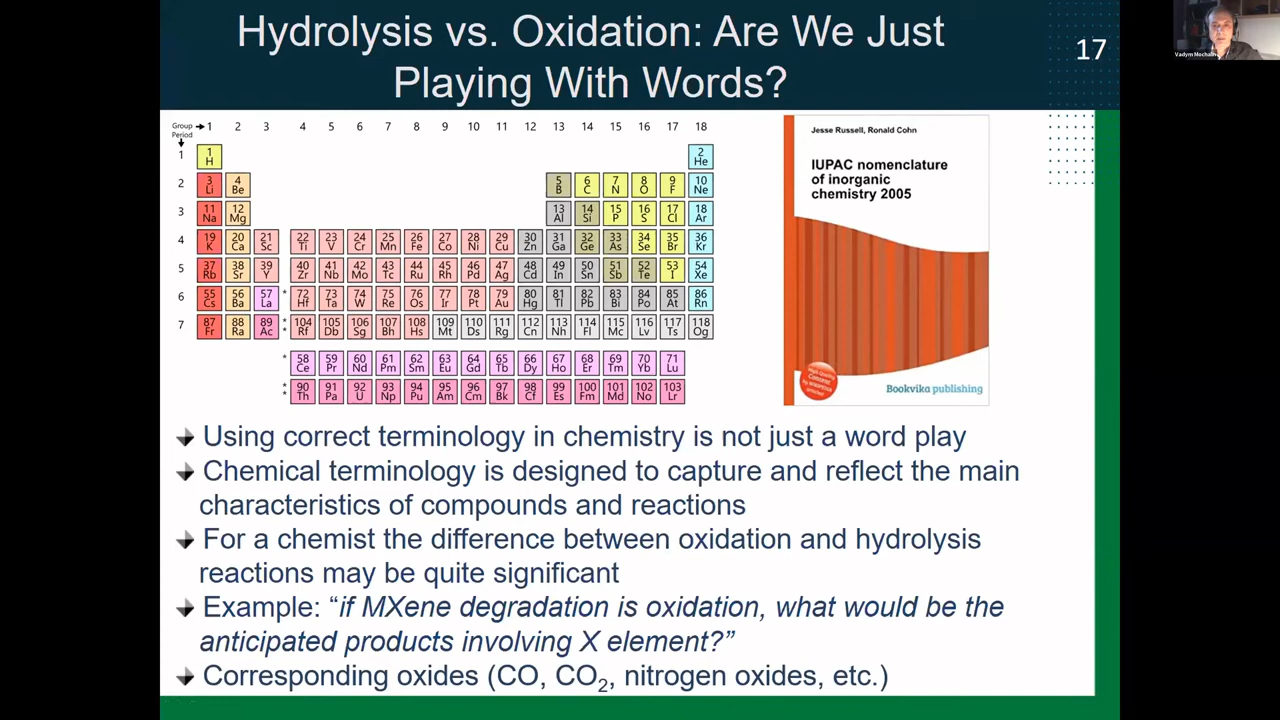 Hydrolysis vs. Oxidation: Are We Just
Playing With Words?
17
Vadym Mochalin
Group
Period
1 2 3 4 5 6 7 8 9 10 11 12 13 14 15 16 17 18
1
1 2
H He
2
3 4 5 6 7 8 9 10
Li Be B C N O F Ne
3
11 12 13 14 15 16 17 18
Na Mg Al Si P S Cl Ar
4
19 20 21 22 23 24 25 26 27 28 29 30 31 32 33 34 35 36
K Ca Sc Ti V Cr Mn Fe Co Ni Cu Zn Ga Ge As Se Br Kr
5
37 38 39 40 41 42 43 44 45 46 47 48 49 50 51 52 53 54
Rb Sr Y Zr Nb Mo Tc Ru Rh Pd Ag Cd In Sn Sb Te I Xe
6
55 56 57 * 72 73 74 75 76 77 78 79 80 81 82 83 84 85 86
Cs Ba La Hf Ta W Re Os Ir Pt Au Hg Tl Pb Bi Po At Rn
7
87 88 89 * 104 105 106 107 108 109 110 111 112 113 114 115 116 117 118
Fr Ra Ac * Rf Db Sg Bh Hs Mt Ds Rg Cn Nh Fl Mc Lv Ts Og
* 58 59 60 61 62 63 64 65 66 67 68 69 70 71
Ce Pr Nd Pm Sm Eu Gd Tb Dy Ho Er Tm Yb Lu
* 90 91 92 93 94 95 96 97 98 99 100 101 102 103
* Th Pa U Np Pu Am Cm Bk Cf Es Fm Md No Lr
Jesse Russell, Ronald Cohn
IUPAC nomenclature
of inorganic
chemistry 2005
High Quality
Content
by WIKIPEDIA
articles!
Bookvika publishing
Using correct terminology in chemistry is not just a word play
Chemical terminology is designed to capture and reflect the main
characteristics of compounds and reactions
For a chemist the difference between oxidation and hydrolysis
reactions may be quite significant
Example: “if MXene degradation is oxidation, what would be the
anticipated products involving X element?”
Corresponding oxides (CO, CO₂, nitrogen oxides, etc.)